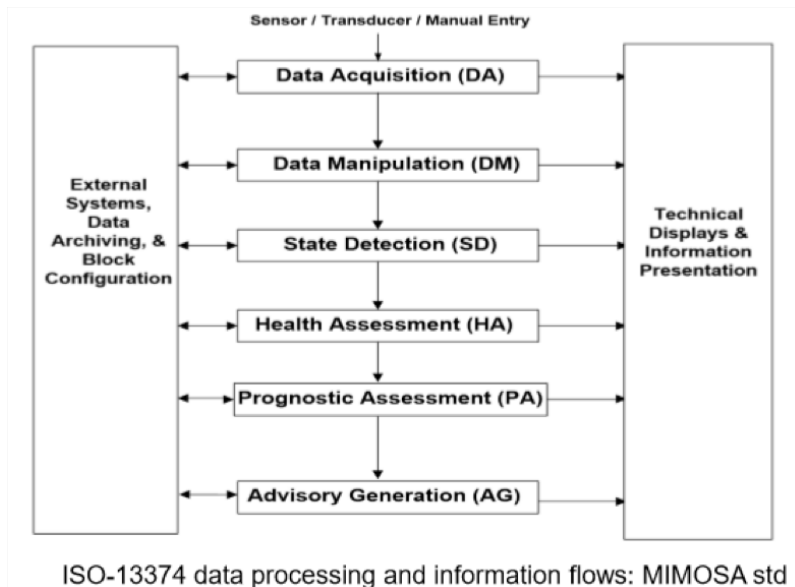 Sensor / Transducer / Manual Entry
Data Acquisition (DA)
Data Manipulation (DM)
State Detection (SD)
Health Assessment (HA)
Prognostic Assessment (PA)
Advisory Generation (AG)
External
Systems,
Data
Archiving, &
Block
Configuration
Technical
Displays &
Information
Presentation
ISO-13374 data processing and information flows: MIMOSA std